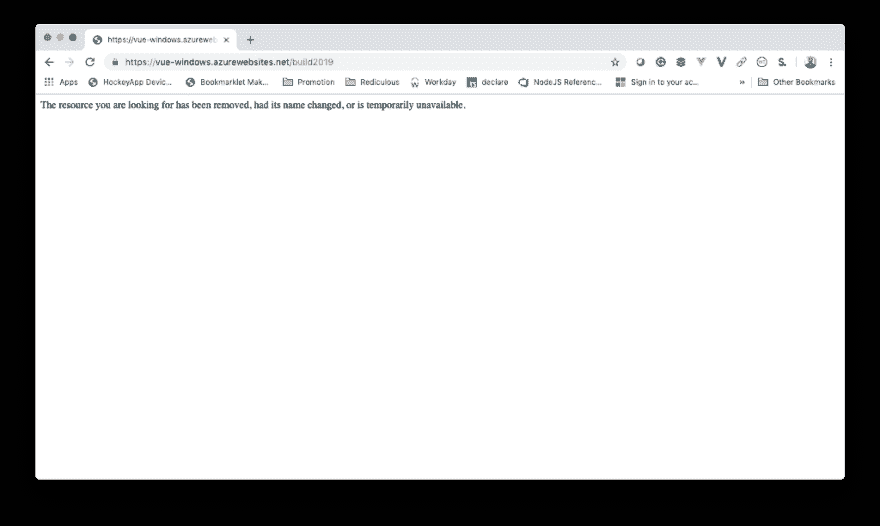 https://vue-windows.azureweb
https://vue-windows.azurewebsites.net/build2019
Apps HockeyApp Devic... Bookmarklet Mak... Promotion Rediculous Workday declare NodeJS Referenc... Sign in to your ac... » Other Bookmarks
The resource you are looking for has been removed, had its name changed, or is temporarily unavailable.